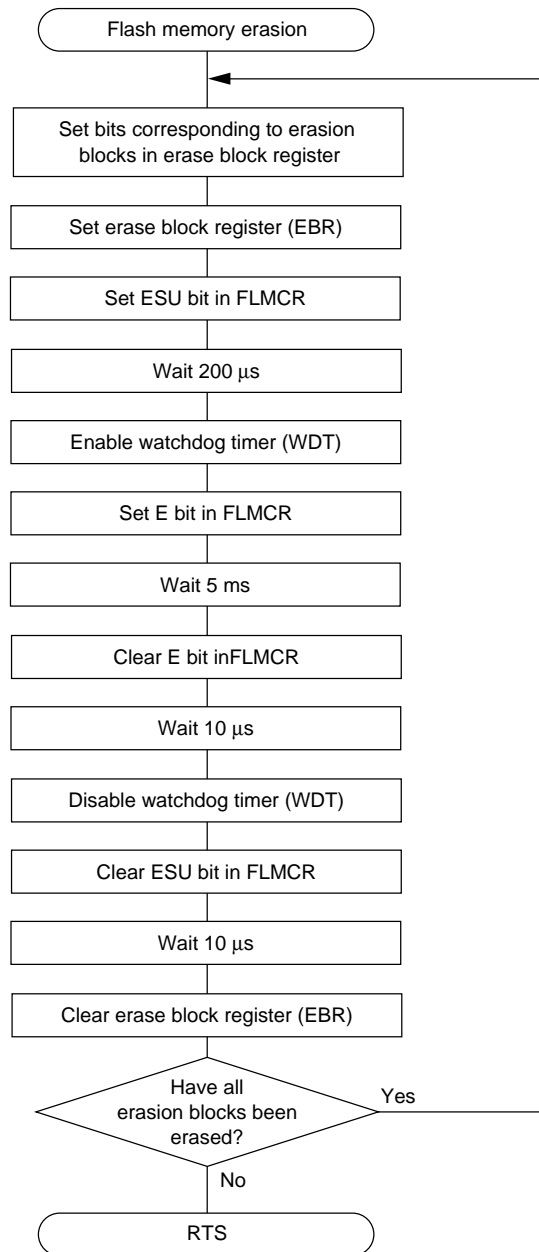 Flash memory erasion
Set bits corresponding to erasion
blocks in erase block register
Set erase block register (EBR)
Set ESU bit in FLMCR
Wait 200 μs
Enable watchdog timer (WDT)
Set E bit in FLMCR
Wait 5 ms
Clear E bit inFLMCR
Wait 10 μs
Disable watchdog timer (WDT)
Clear ESU bit in FLMCR
Wait 10 μs
Clear erase block register (EBR)
Have all
erasion blocks been
erased?
Yes
No
RTS